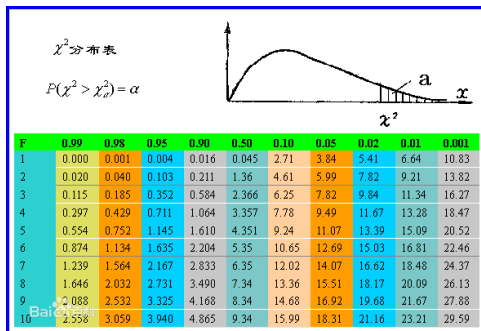 χ²分布表
P(χ² > χ²α) = α
a
x
χ²
F 0.99 0.98 0.95 0.90 0.50 0.10 0.05 0.02 0.01 0.001
1 0.000 0.001 0.004 0.016 0.045 2.71 3.84 5.41 6.64 10.83
2 0.020 0.040 0.103 0.211 1.36 4.61 5.99 7.82 9.21 13.82
3 0.115 0.185 0.352 0.584 2.366 6.25 7.82 9.84 11.34 16.27
4 0.297 0.429 0.711 1.064 3.357 7.78 9.49 11.67 13.28 18.47
5 0.554 0.752 1.145 1.610 4.351 9.24 11.07 13.39 15.09 20.52
6 0.874 1.134 1.635 2.204 5.35 10.65 12.69 15.03 16.81 22.46
7 1.239 1.564 2.167 2.833 6.35 12.02 14.07 16.62 18.48 24.37
8 1.646 2.032 2.731 3.490 7.34 13.36 15.51 18.17 20.09 26.13
9 2.088 2.532 3.325 4.168 8.34 14.68 16.92 19.68 21.67 27.88
10 2.558 3.059 3.940 4.865 9.34 15.99 18.31 21.16 23.21 29.59
Bai百科